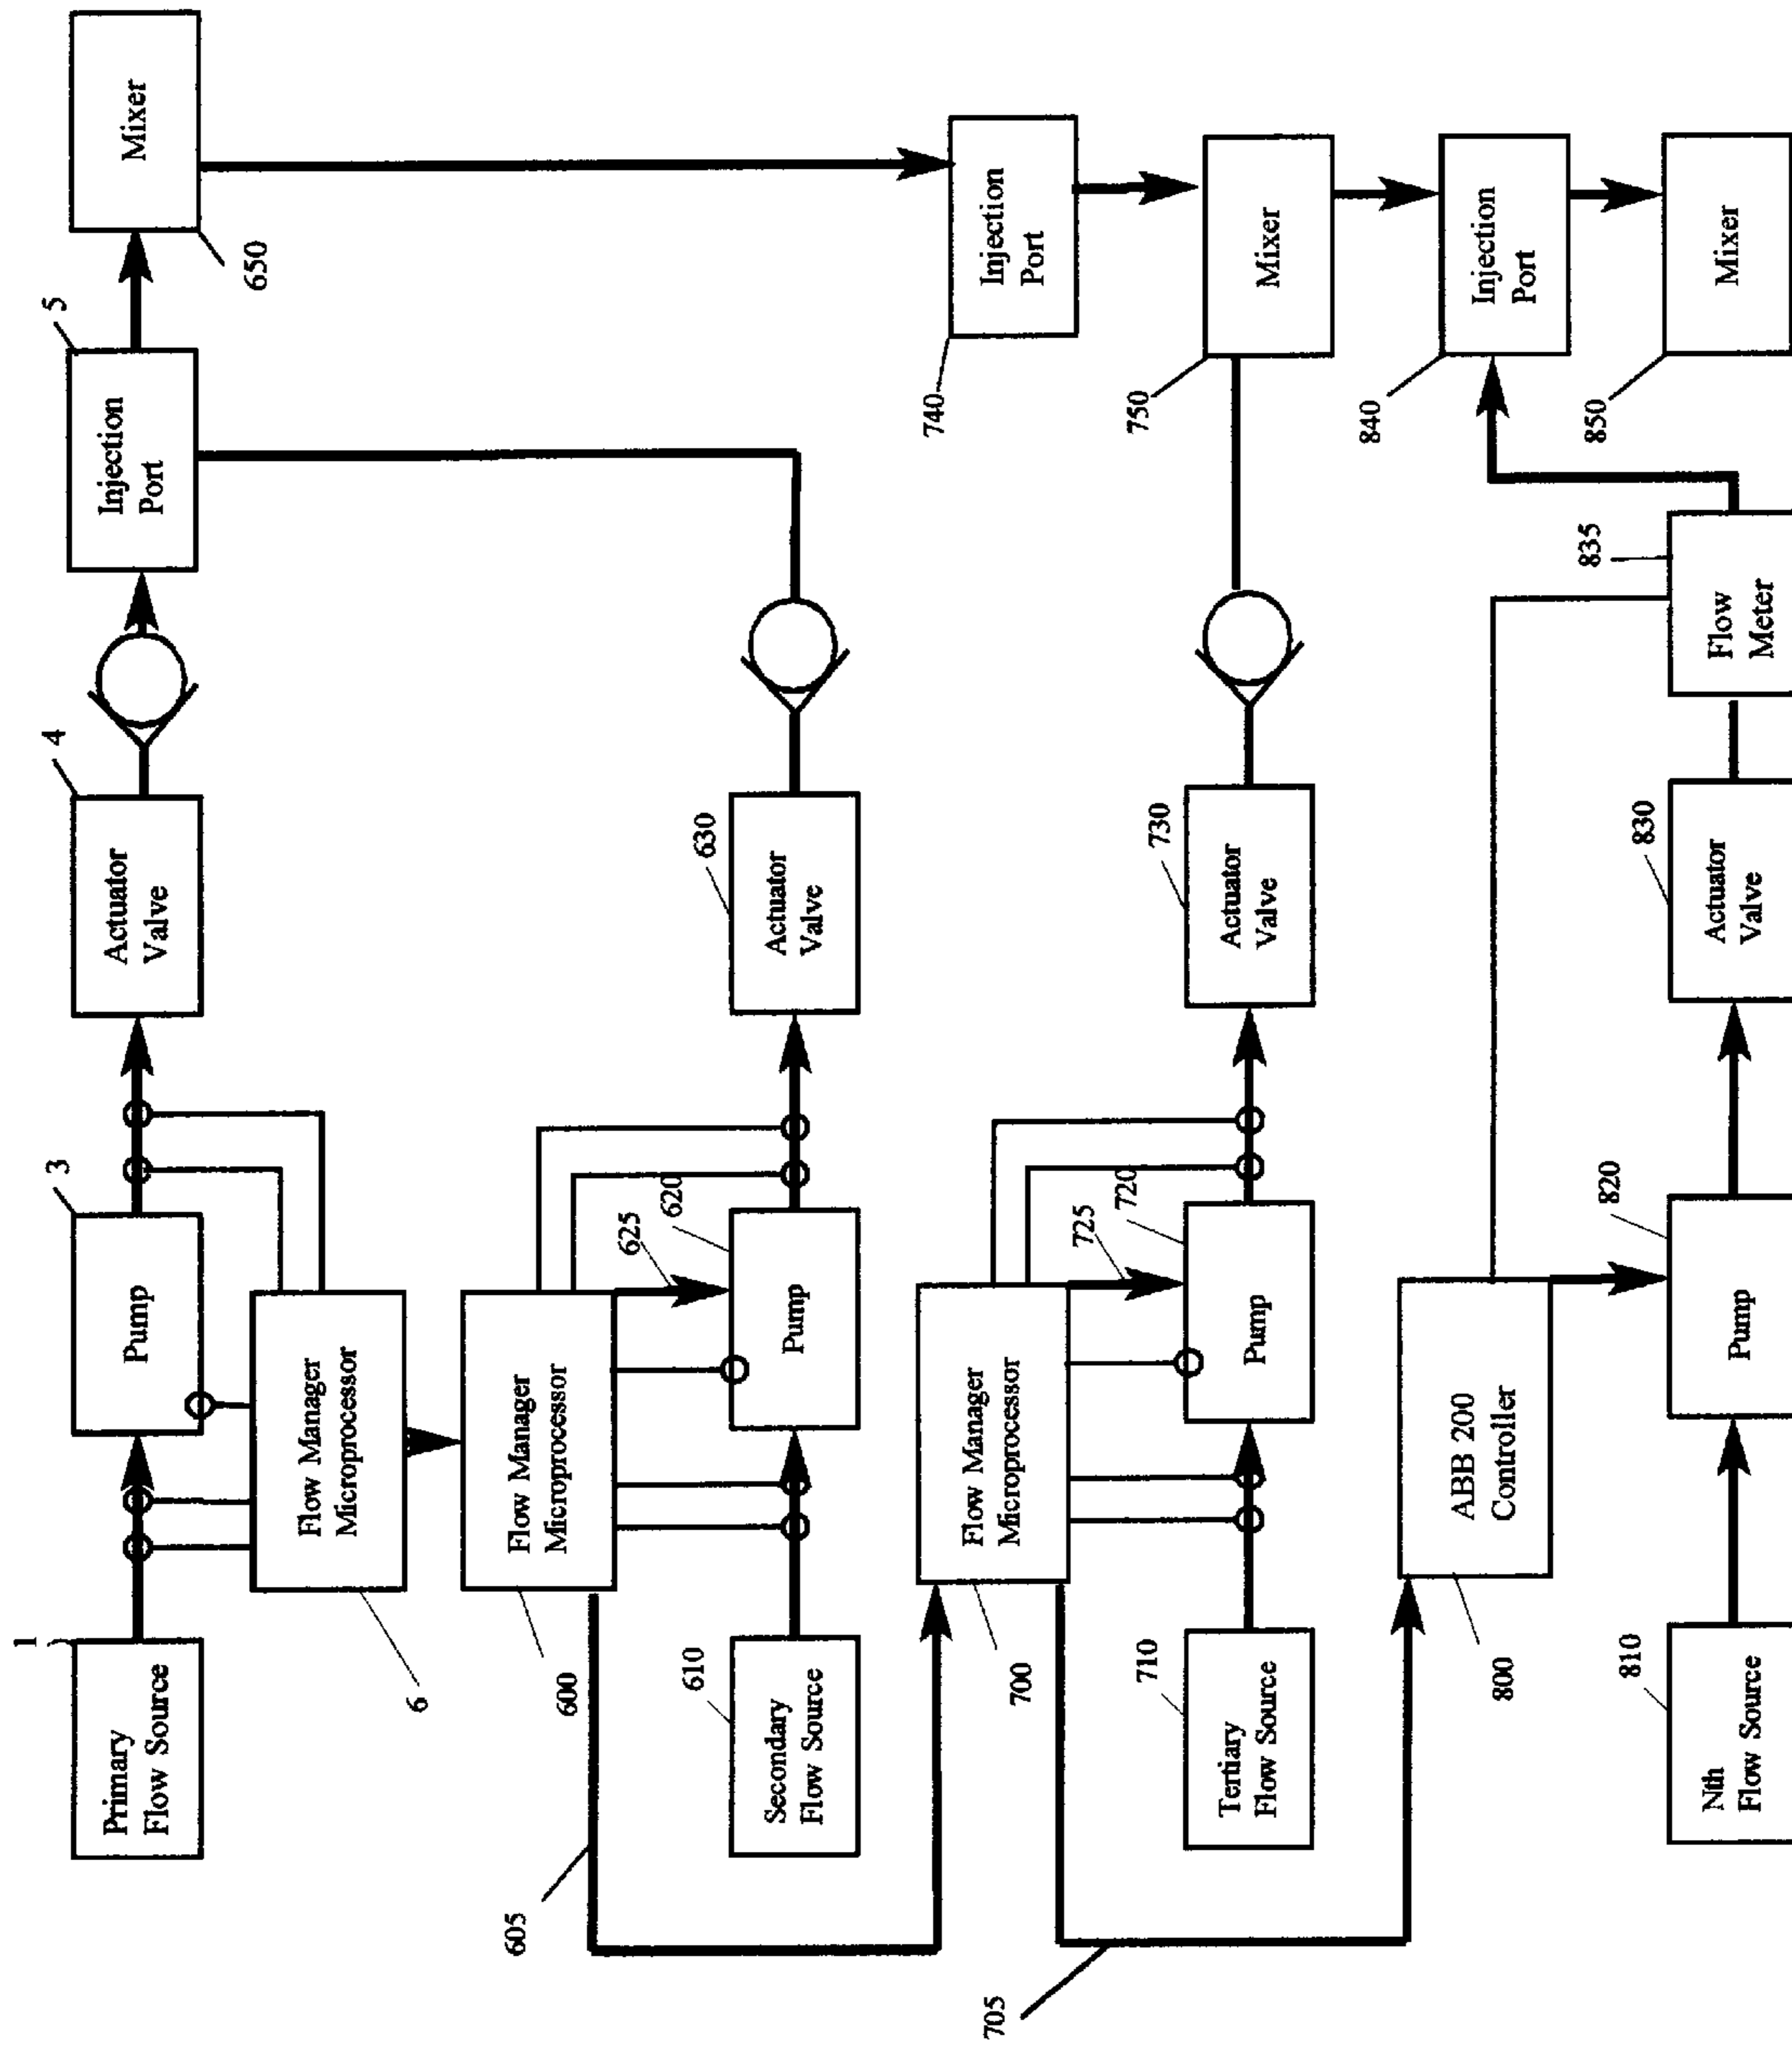 1
3
4
5
Primary
Flow Source
Pump
Actuator
Valve
Injection
Port
Mixer
650
Flow Manager
Microprocessor
6
605
600
Flow Manager
Microprocessor
625
620
610
630
Secondary
Flow Source
Pump
Actuator
Valve
740
Injection
Port
705
700
Flow Manager
Microprocessor
725
720
710
730
750
Tertiary
Flow Source
Pump
Actuator
Valve
Mixer
840
800
ABB 200
Controller
Injection
Port
810
820
830
835
850
Nth
Flow Source
Pump
Actuator
Valve
Flow
Meter
Mixer